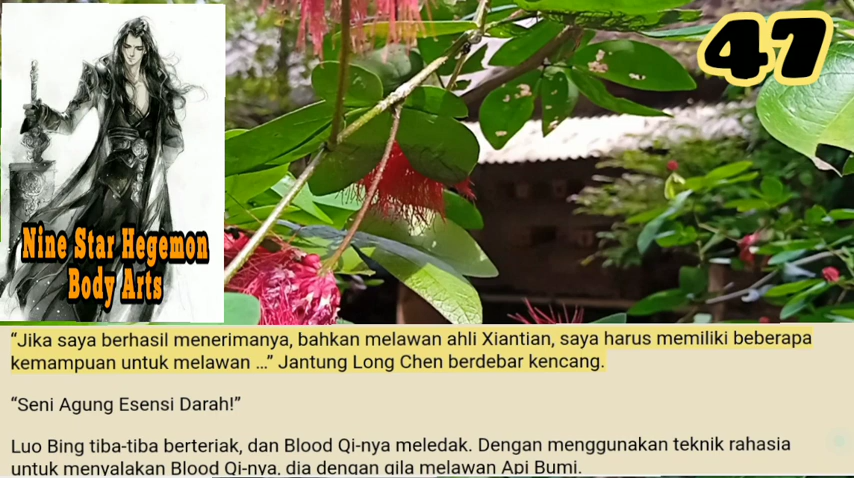 47
Nine Star Hegemon
Body Arts
“Jika saya berhasil menerimanya, bahkan melawan ahli Xiantian, saya harus memiliki beberapa
kemampuan untuk melawan ...” Jantung Long Chen berdebar kencang.
“Seni Agung Esensi Darah!”
Luo Bing tiba-tiba berteriak, dan Blood Qi-nya meledak. Dengan menggunakan teknik rahasia
untuk menyalakan Blood Qi-nya, dia dengan gila melawan Api Bumi.